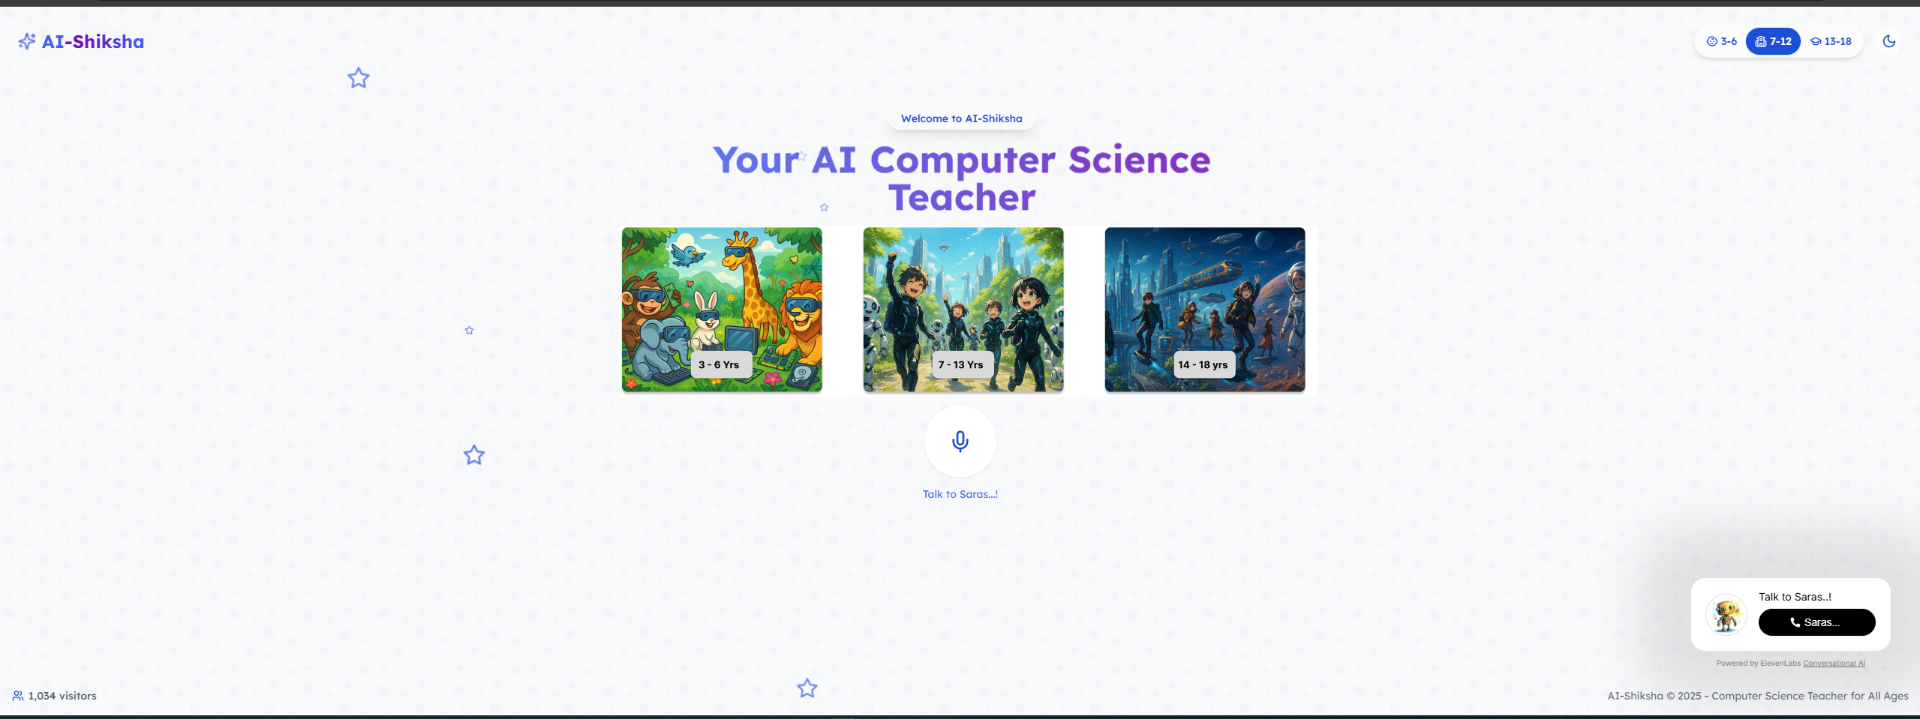 AI-Shiksha
3-6
7-12
13-18
Welcome to AI-Shiksha
Your AI Computer Science
Teacher
3 - 6 Yrs
7 - 13 Yrs
14 - 18 yrs
Talk to Saras...!
Talk to Saras..!
Saras...
Powered by ElevenLabs Conversational AI
1,034 visitors
AI-Shiksha © 2025 - Computer Science Teacher for All Ages